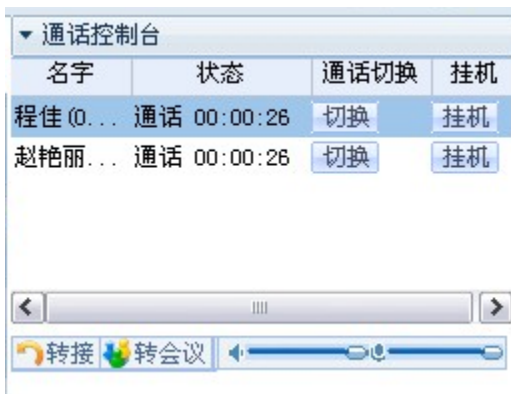 通话控制台
名字 状态 通话切换 挂机
程佳(0... 通话 00:00:26 切换 挂机
赵艳丽... 通话 00:00:26 切换 挂机
转接 转会议